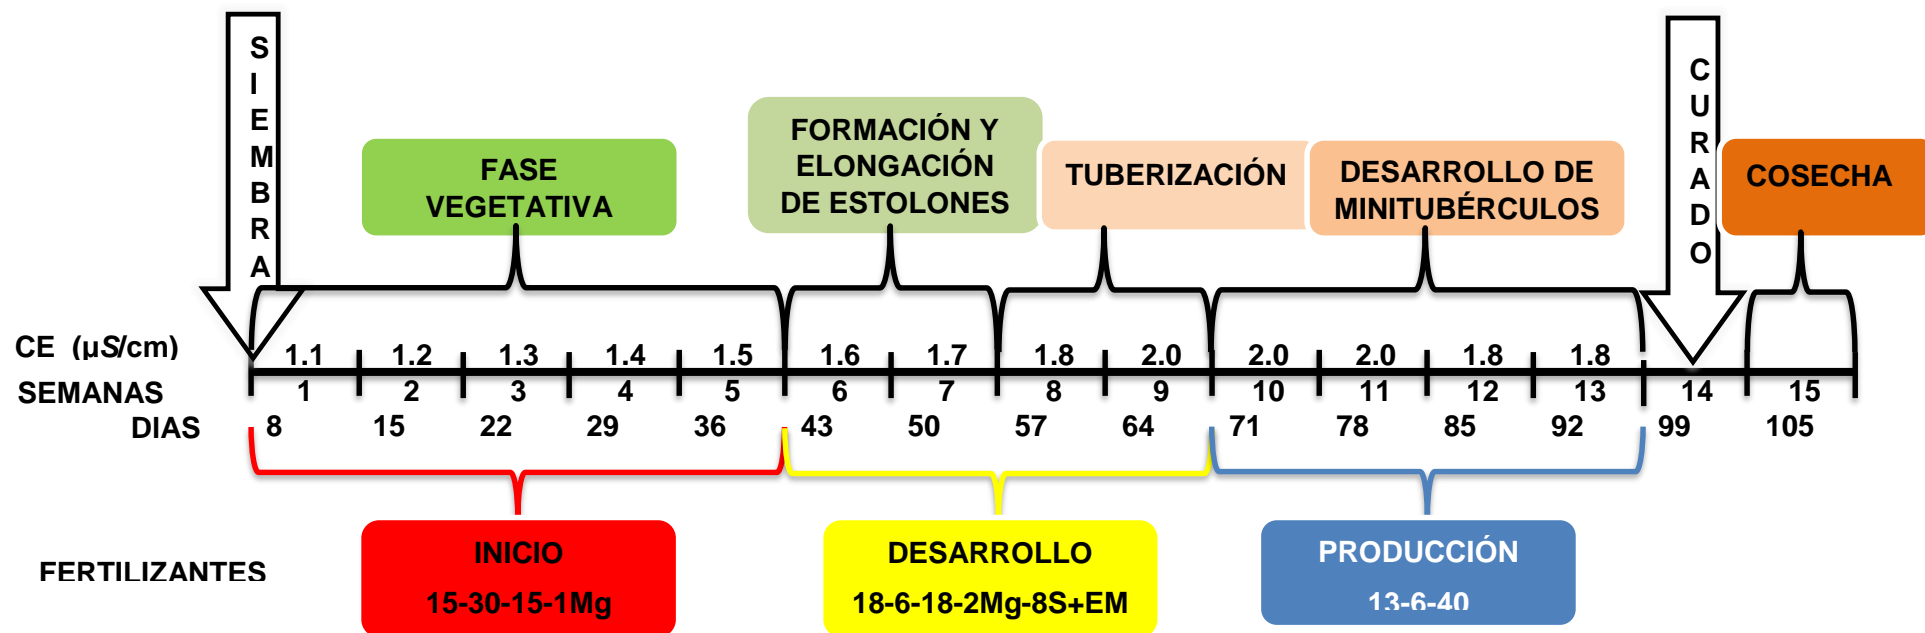 SIEMBRA
CURADO
FASE
VEGETATIVA
FORMACIÓN Y
ELONGACIÓN
DE ESTOLONES
TUBERIZACIÓN
DESARROLLO DE
MINITUBÉRCULOS
COSECHA
CE (µS/cm) 1.1 1.2 1.3 1.4 1.5 1.6 1.7 1.8 2.0 2.0 2.0 1.8 1.8
SEMANAS 1 2 3 4 5 6 7 8 9 10 11 12 13 14 15
DIAS 8 15 22 29 36 43 50 57 64 71 78 85 92 99 105
FERTILIZANTES
INICIO
15-30-15-1Mg
DESARROLLO
18-6-18-2Mg-8S+EM
PRODUCCIÓN
13-6-40